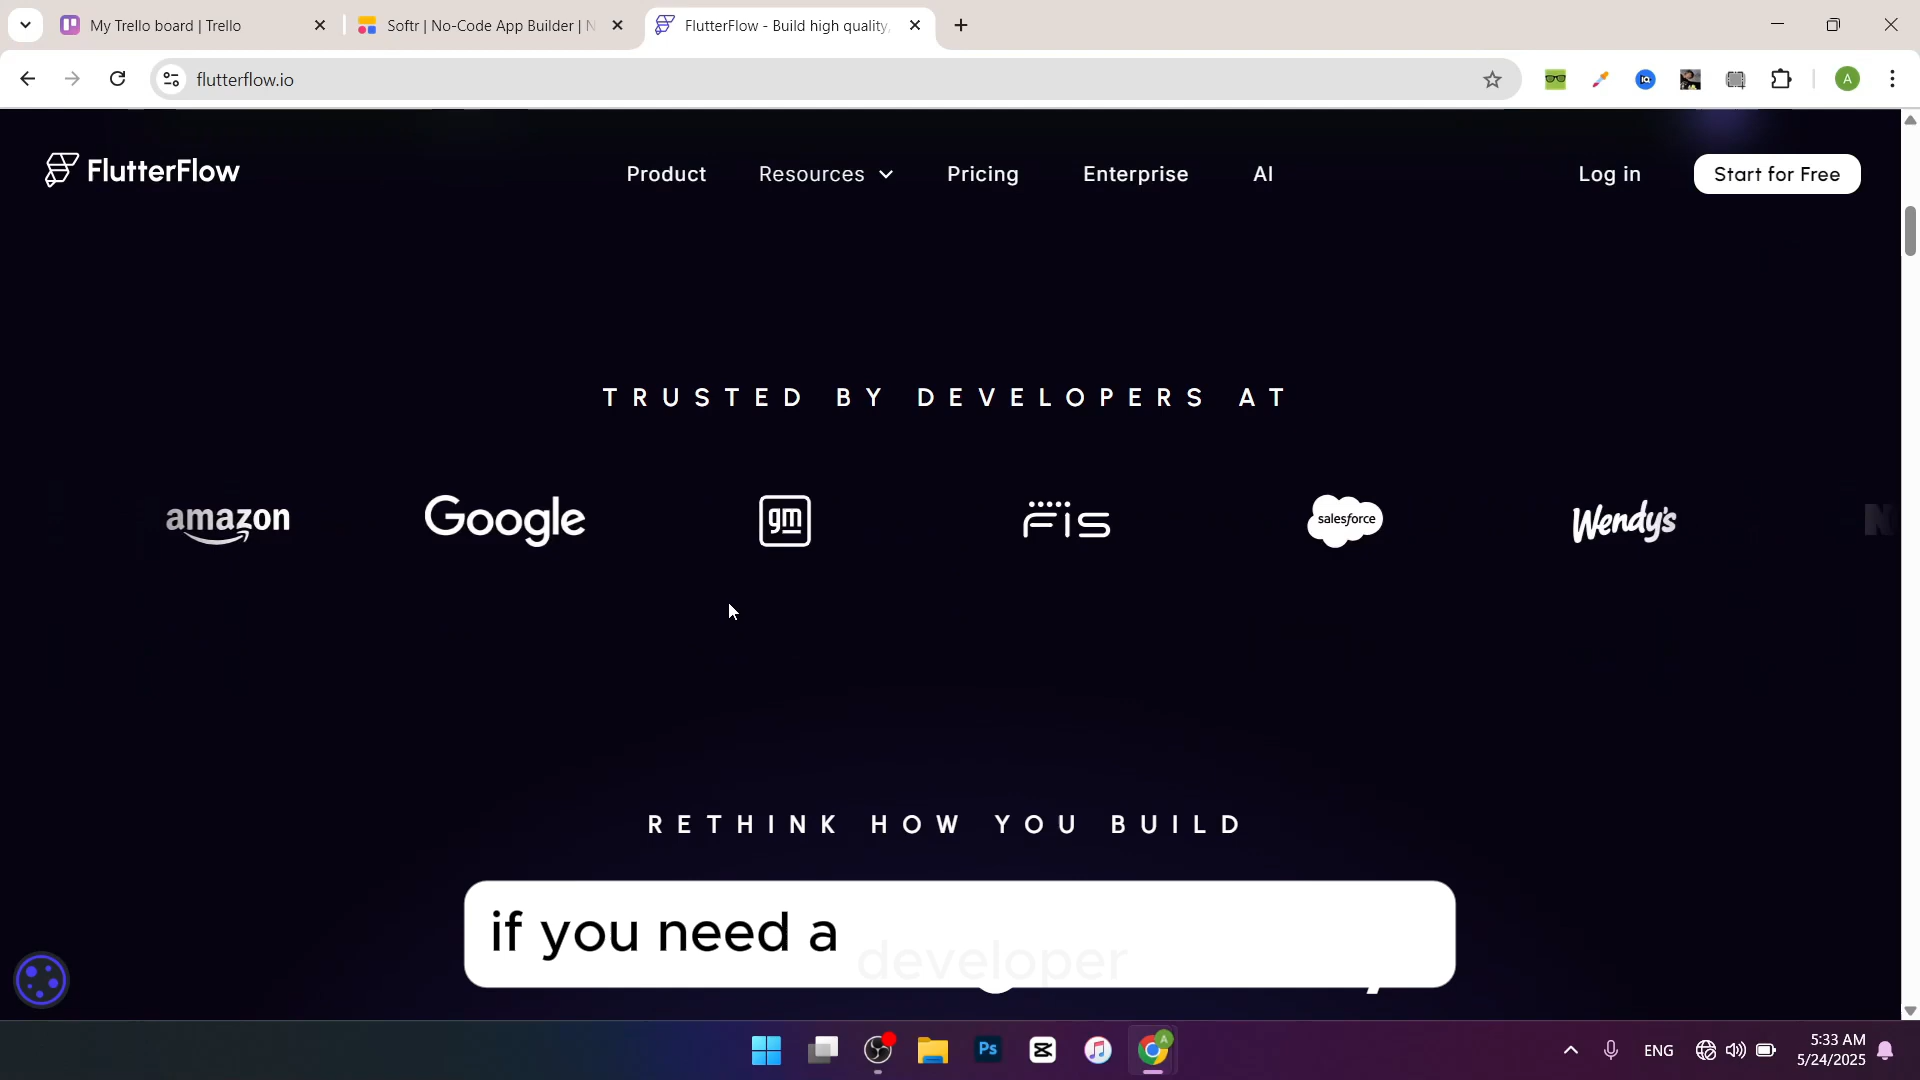 My Trello board | Trello
Softr | No-Code App Builder | N
FlutterFlow - Build high quality,
flutterflow.io
A
FlutterFlow
Product
Resources
Pricing
Enterprise
AI
Log in
Start for Free
TRUSTED BY DEVELOPERS AT
amazon
Google
gm
FIS
salesforce
Wendy's
N
RETHINK HOW YOU BUILD
if you need a
developer
Ps
A
ENG
5:33 AM
5/24/2025